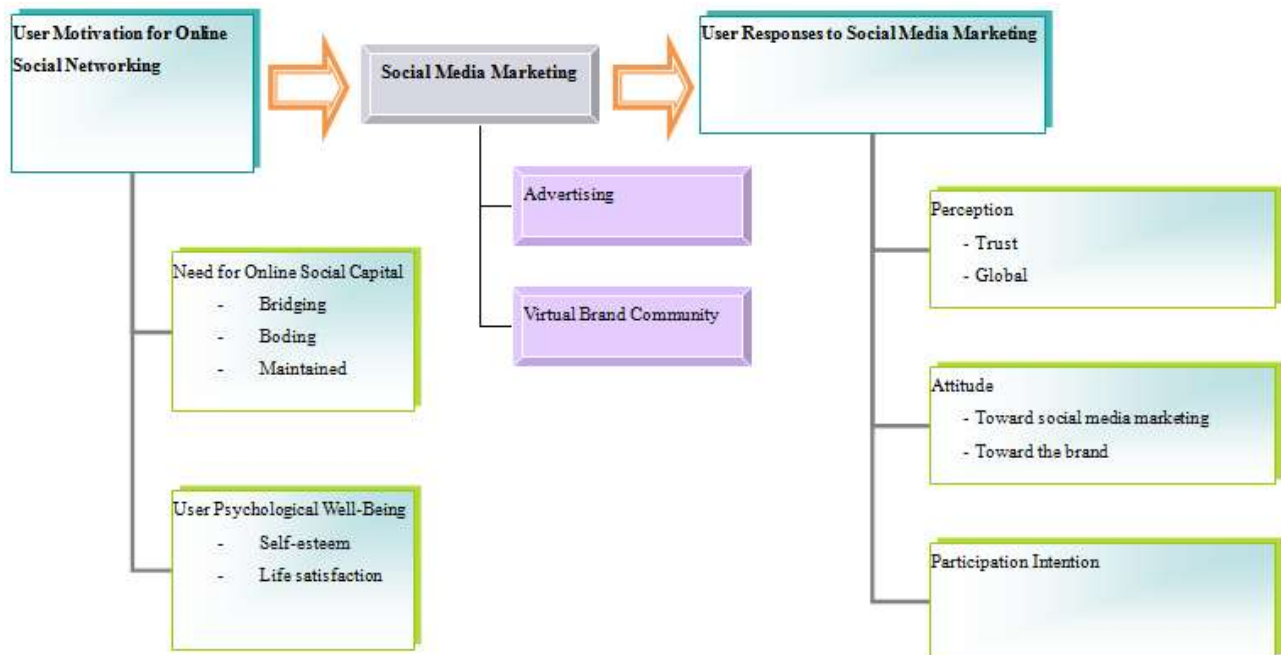 User Motivation for Online
Social Networking
Social Media Marketing
User Responses to Social Media Marketing
Advertising
Virtual Brand Community
Need for Online Social Capital
- Bridging
- Boding
- Maintained
User Psychological Well-Being
- Self-esteem
- Life satisfaction
Perception
- Trust
- Global
Attitude
- Toward social media marketing
- Toward the brand
Participation Intention